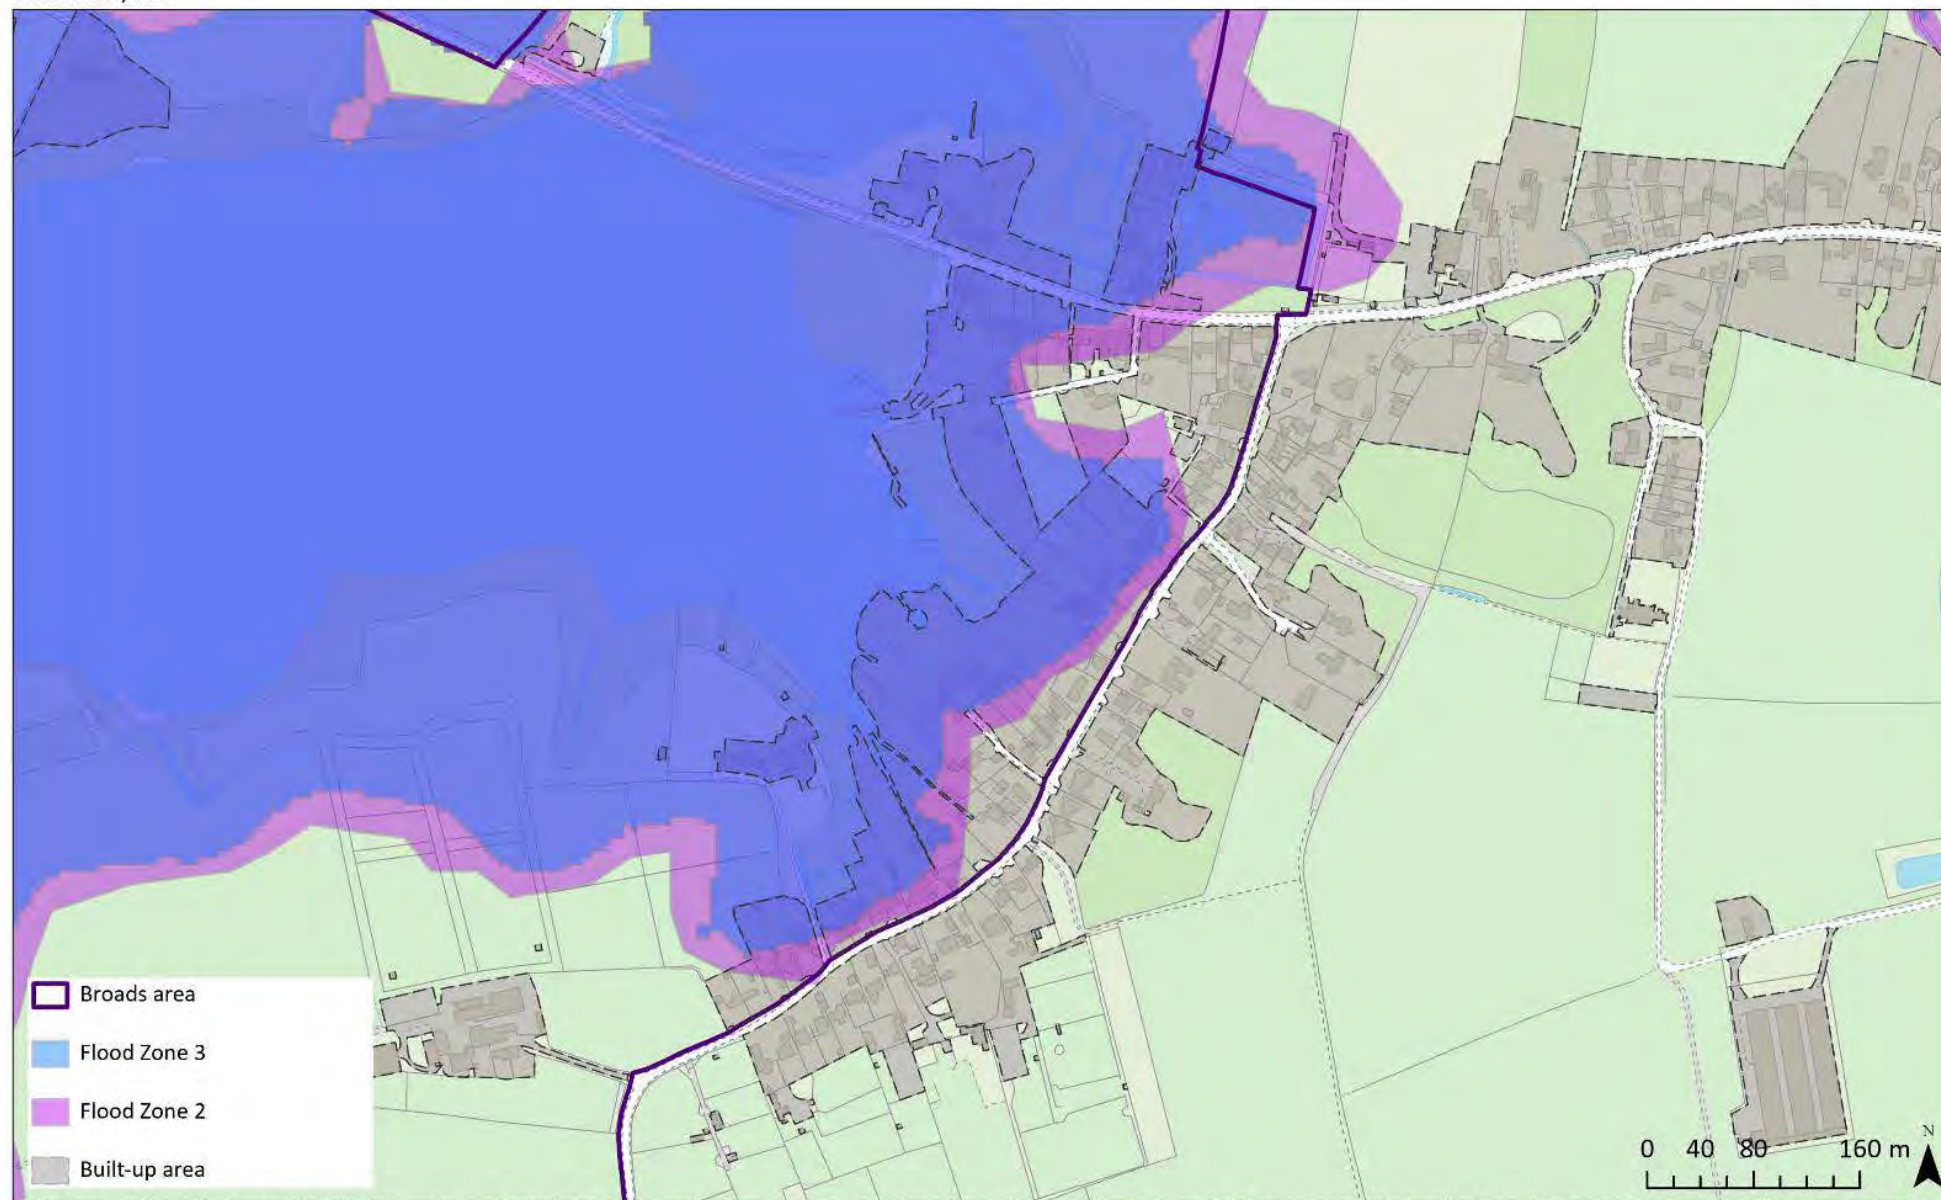 Broads area
Flood Zone 3
Flood Zone 2
Built-up area
0 40 80 160 m
N